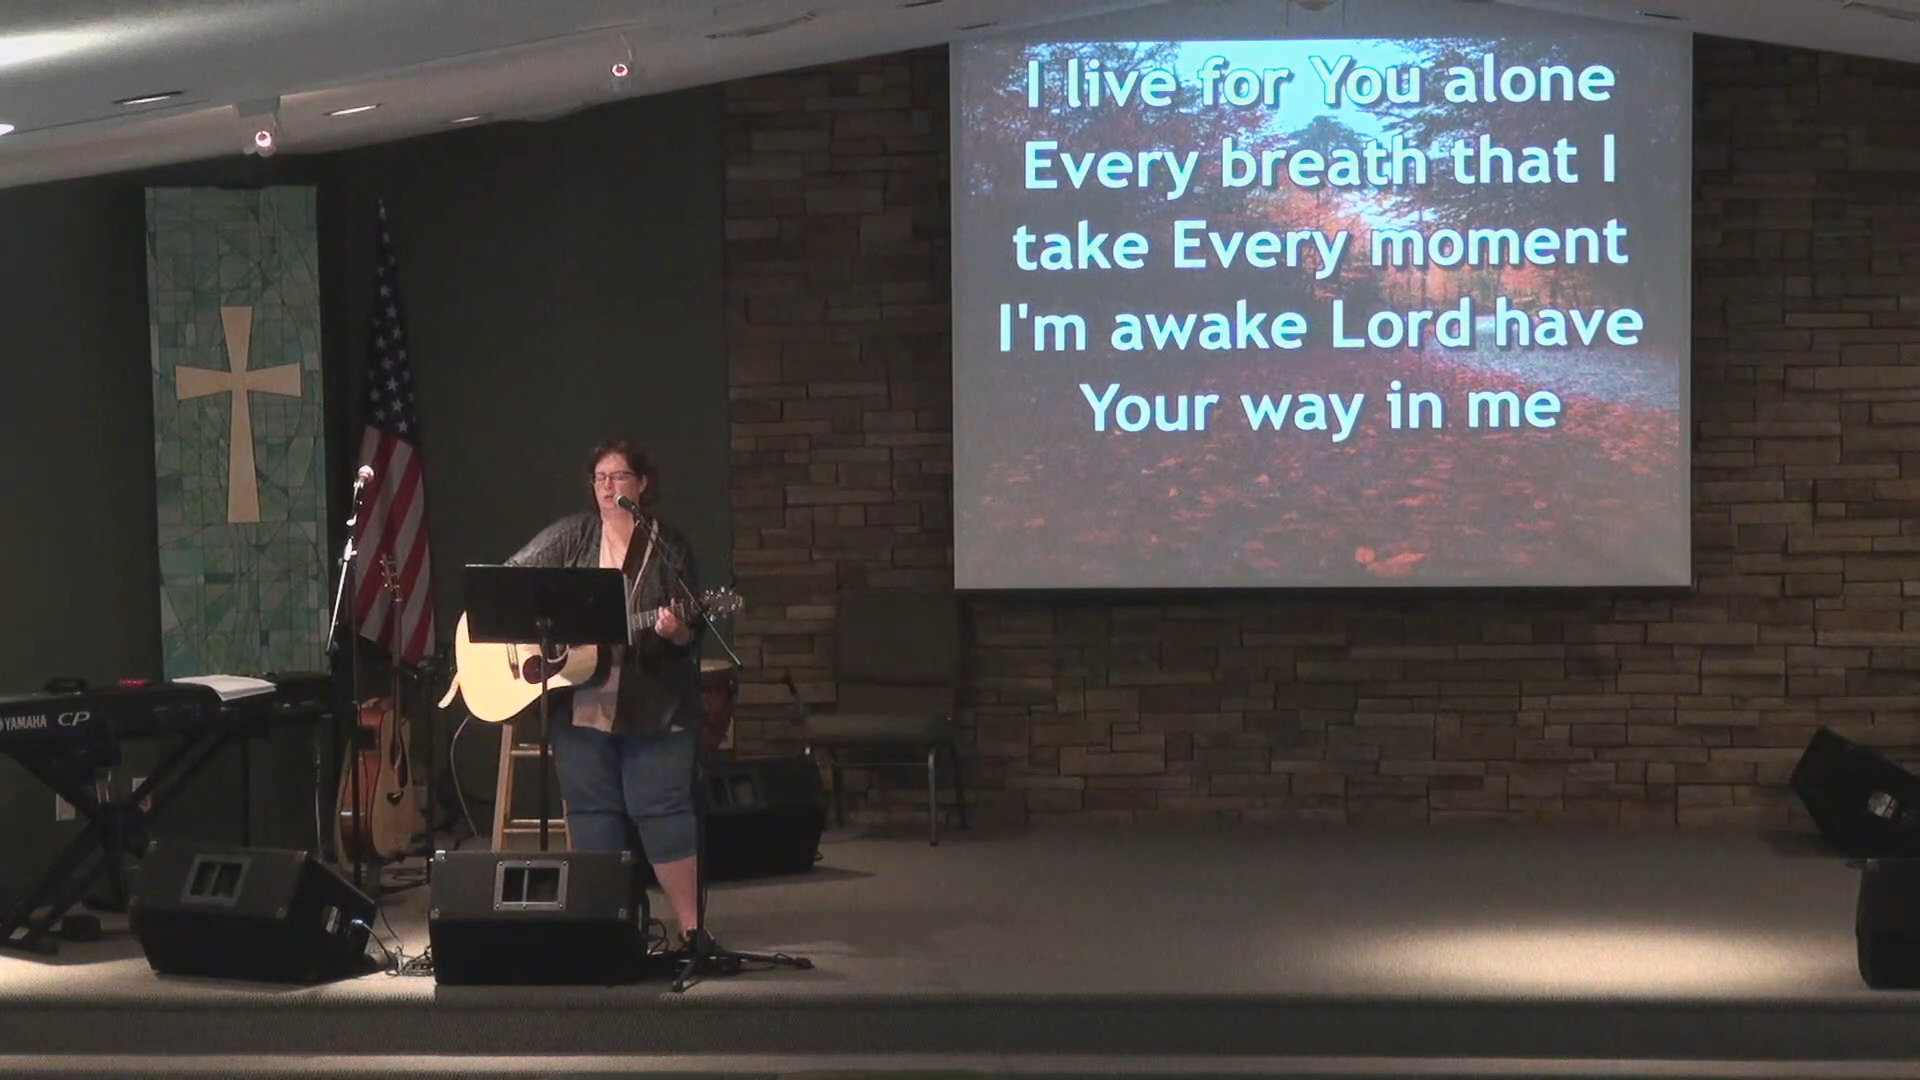 I live for You alone
Every breath that I
take Every moment
I'm awake Lord have
Your way in me
YAMAHA CP